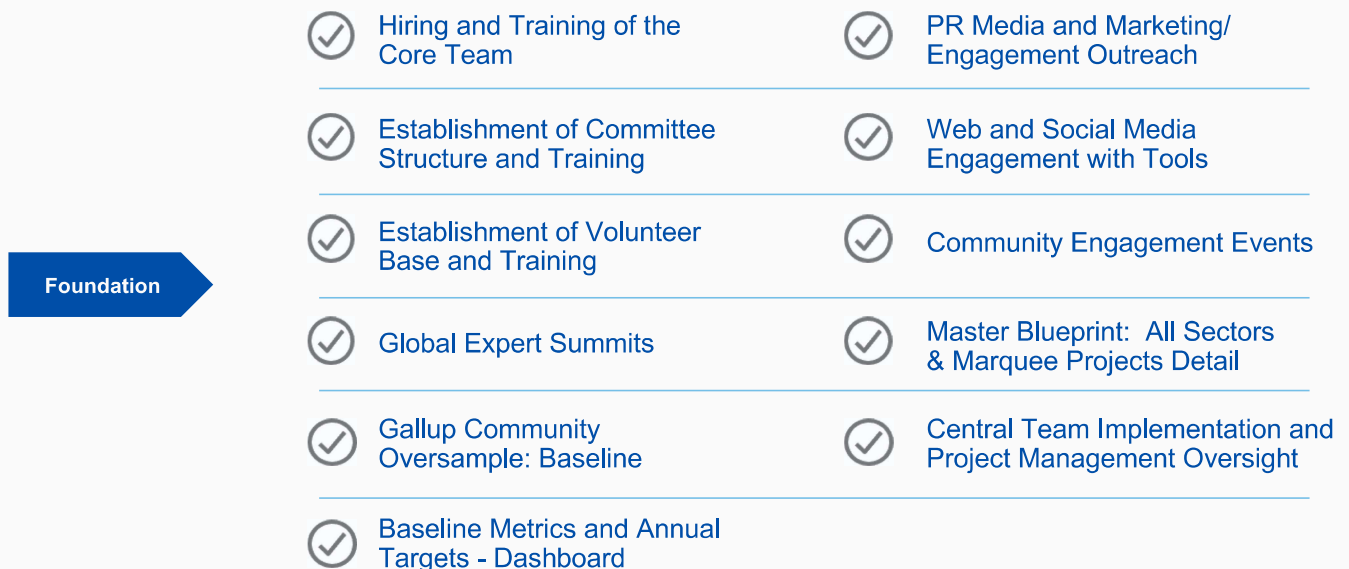 Foundation
Hiring and Training of the
Core Team
Establishment of Committee
Structure and Training
Establishment of Volunteer
Base and Training
Global Expert Summits
Gallup Community
Oversample: Baseline
Baseline Metrics and Annual
Targets - Dashboard
PR Media and Marketing/
Engagement Outreach
Web and Social Media
Engagement with Tools
Community Engagement Events
Master Blueprint:  All Sectors
& Marquee Projects Detail
Central Team Implementation and
Project Management Oversight